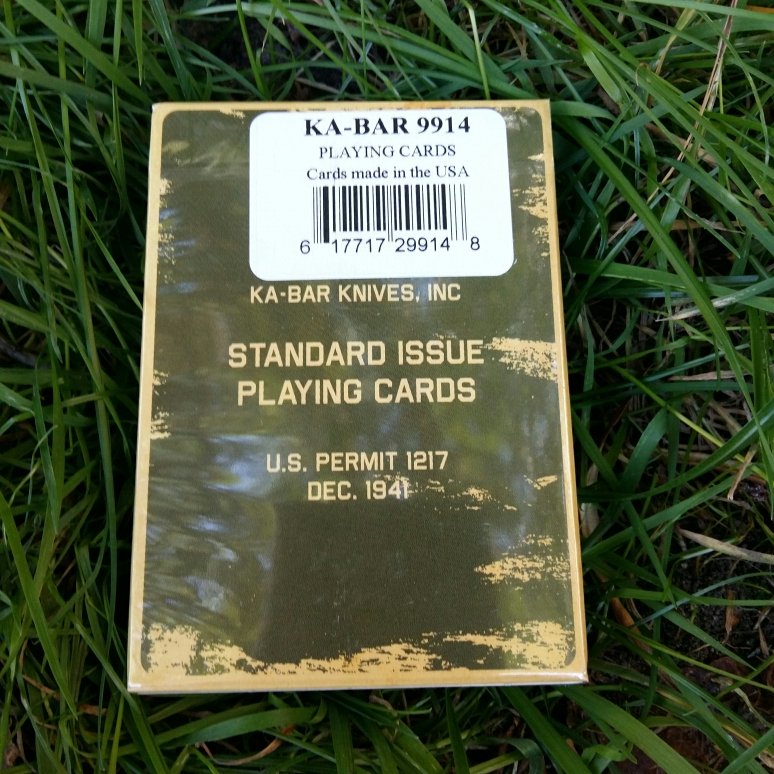 KA-BAR 9914
PLAYING CARDS
Cards made in the USA
6 17717 29914 8
KA-BAR KNIVES, INC
STANDARD ISSUE
PLAYING CARDS
U.S. PERMIT 1217
DEC. 1941